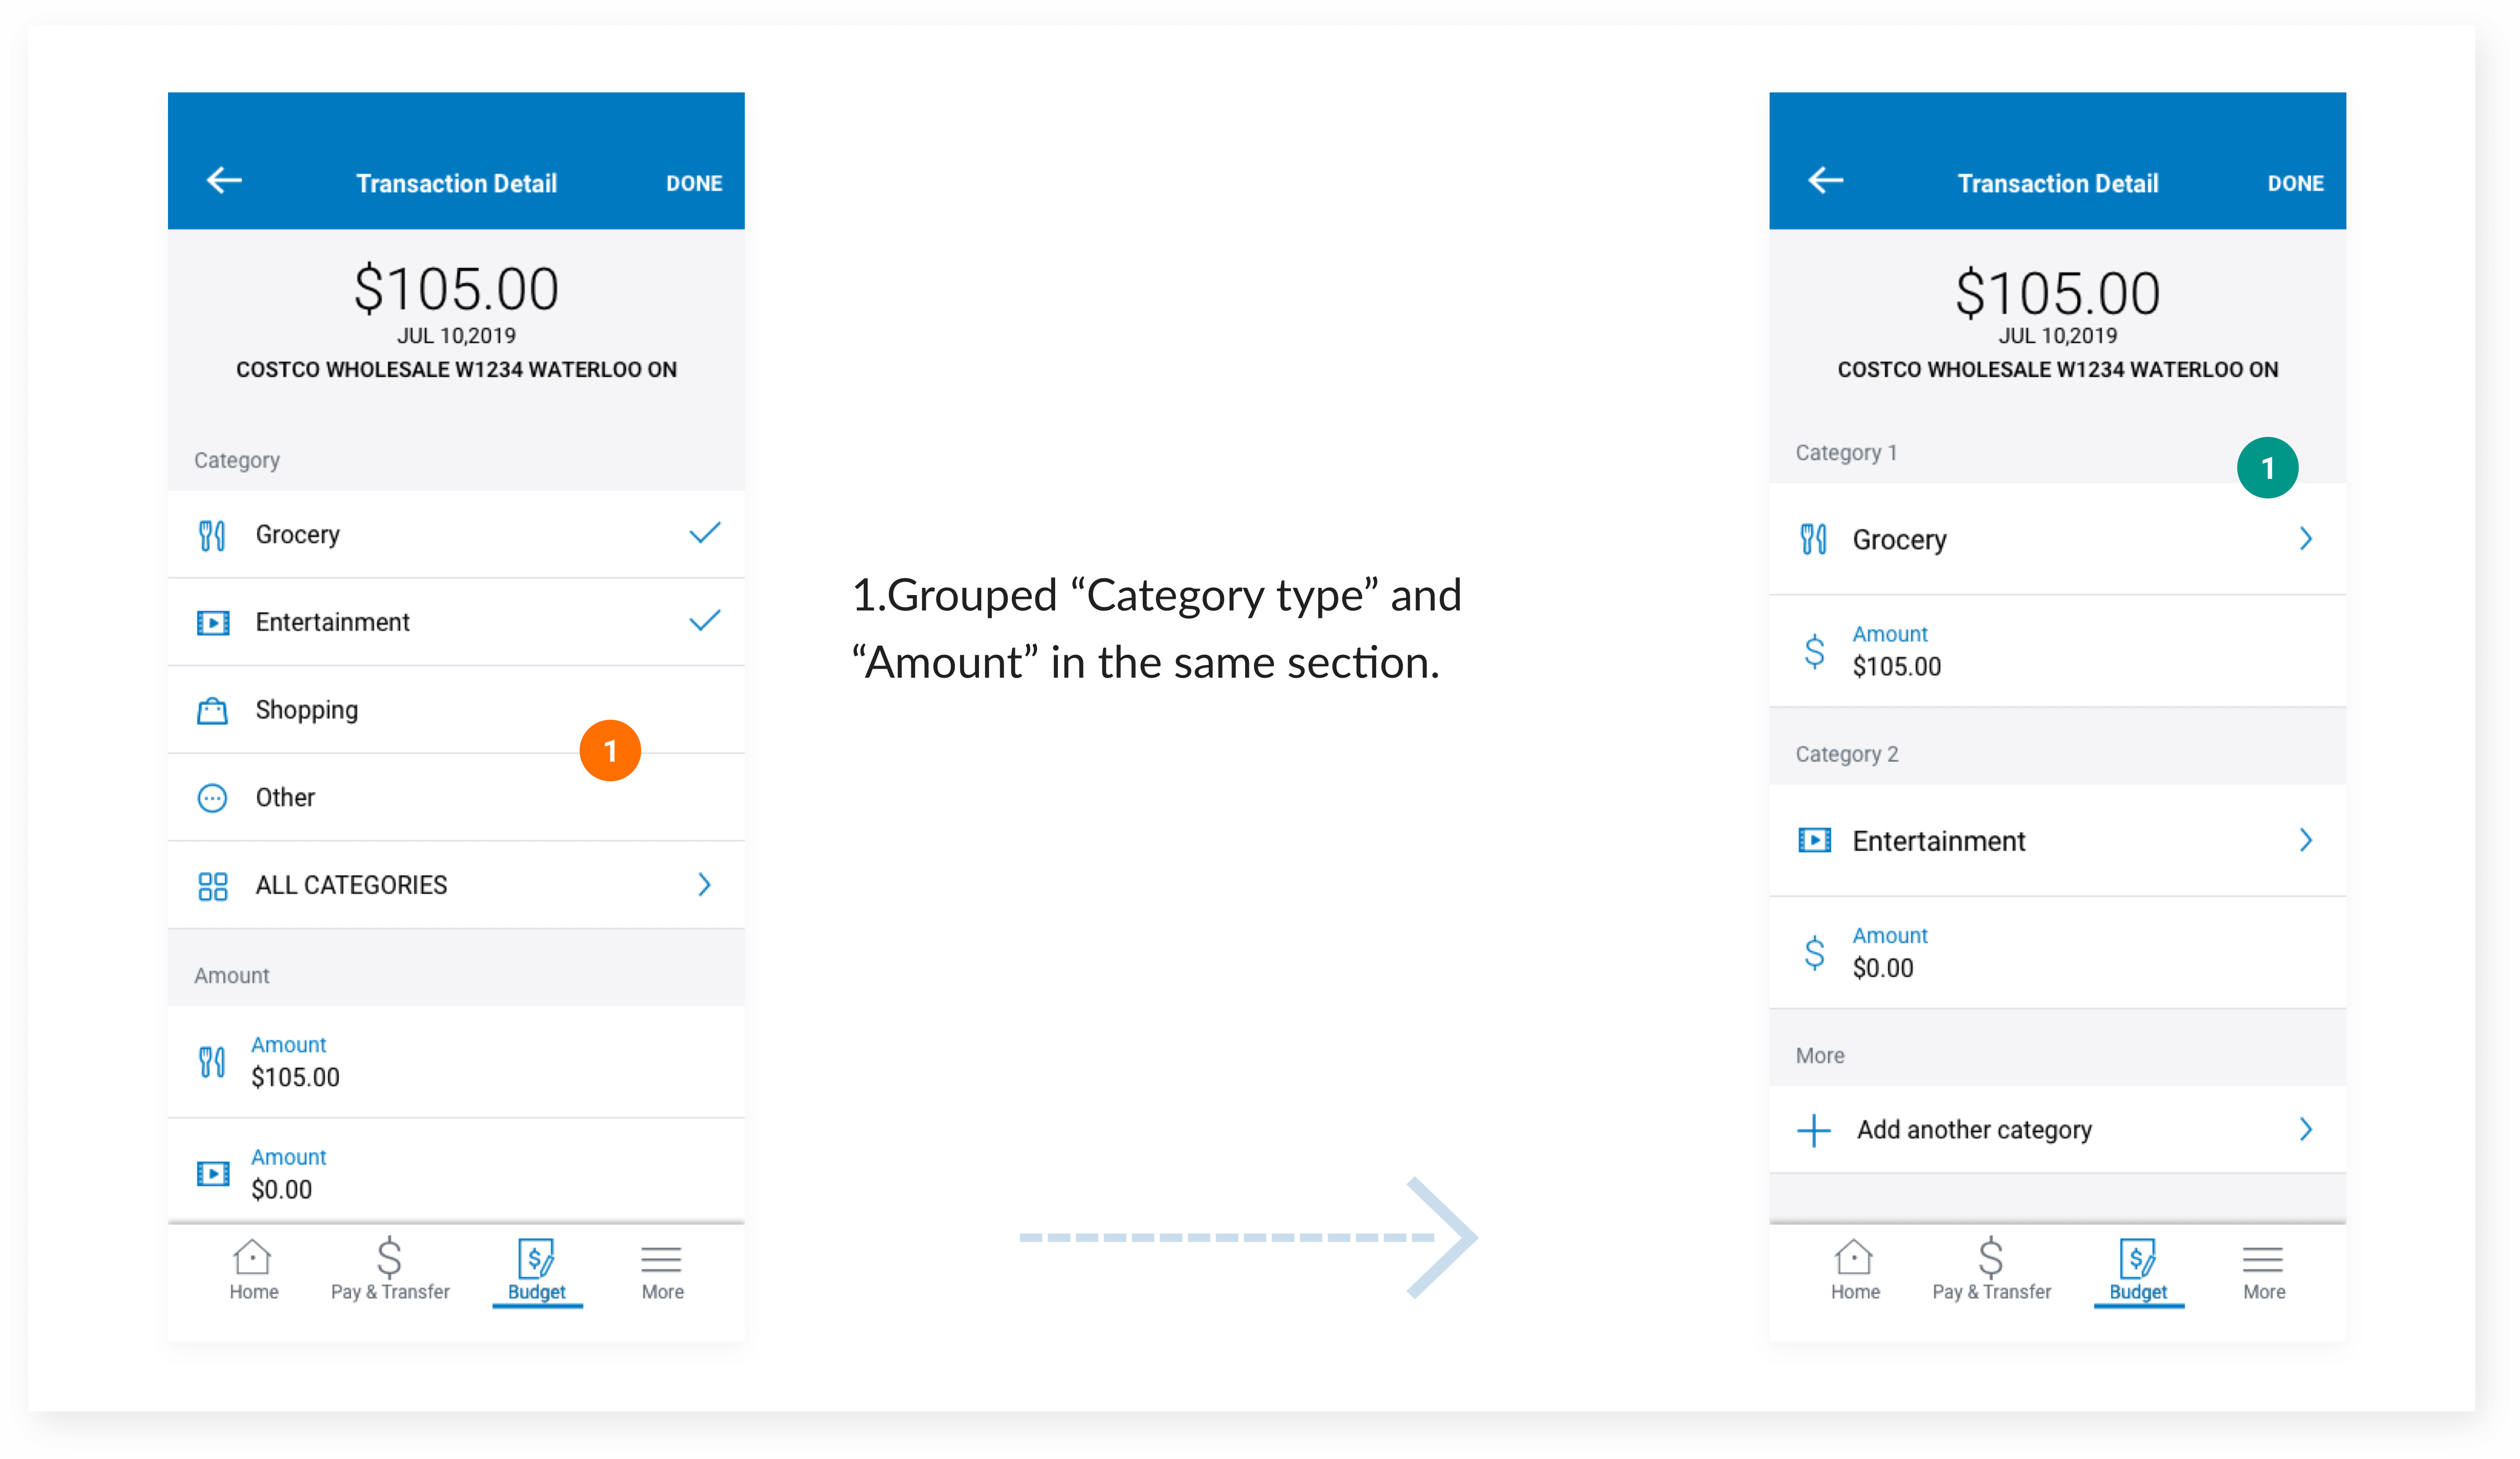 Transaction Detail
DONE
$105.00
JUL 10,2019
COSTCO WHOLESALE W1234 WATERLOO ON
Category
Grocery
Entertainment
Shopping
1
Other
ALL CATEGORIES
Amount
Amount
$105.00
Amount
$0.00
Home
Pay & Transfer
Budget
More
1.Grouped “Category type” and
“Amount” in the same section.
Transaction Detail
DONE
$105.00
JUL 10,2019
COSTCO WHOLESALE W1234 WATERLOO ON
Category 1
1
Grocery
Amount
$105.00
Category 2
Entertainment
Amount
$0.00
More
Add another category
Home
Pay & Transfer
Budget
More